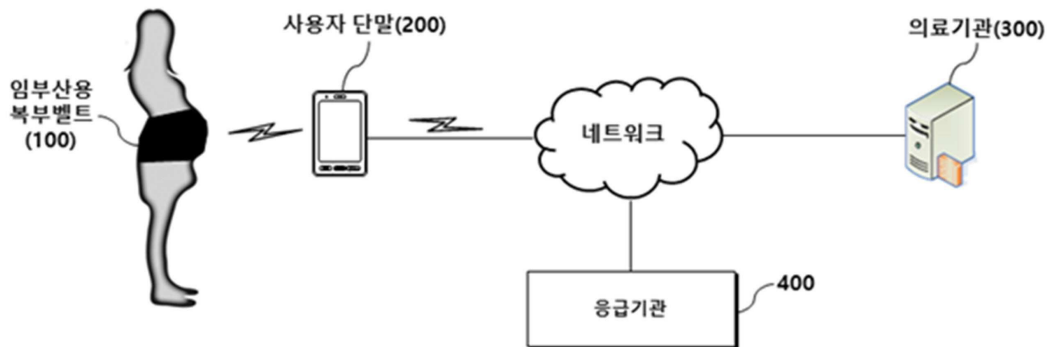 사용자 단말(200)
의료기관(300)
임부산용
복부벨트
(100)
네트워크
400
응급기관